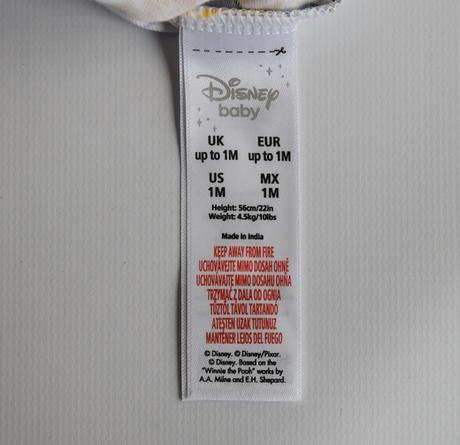 Disney
baby
UK EUR
up to 1M up to 1M
US MX
1M 1M
Height: 56cm/22in
Weight: 4.5kg/10lbs
Made in India
KEEP AWAY FROM FIRE
UCHOVÁVEJTE MIMO DOSAH OHNĚ
UCHOVÁVAJTE MIMO DOSAHU OHŇA
TRZYMAĆ Z DALA OD OGNIA
TŰZTŐL TÁVOL TARTANDÓ
ATEŞTEN UZAK TUTUNUZ
MANTENER LEJOS DEL FUEGO
© Disney. © Disney/Pixar.
© Disney. Based on the
"Winnie the Pooh" works by
A.A. Milne and E.H. Shepard.